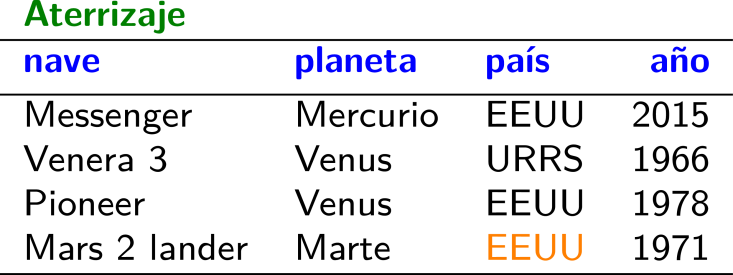 Aterrizaje
nave planeta país año
Messenger Mercurio EEUU 2015
Venera 3 Venus URRS 1966
Pioneer Venus EEUU 1978
Mars 2 lander Marte EEUU 1971